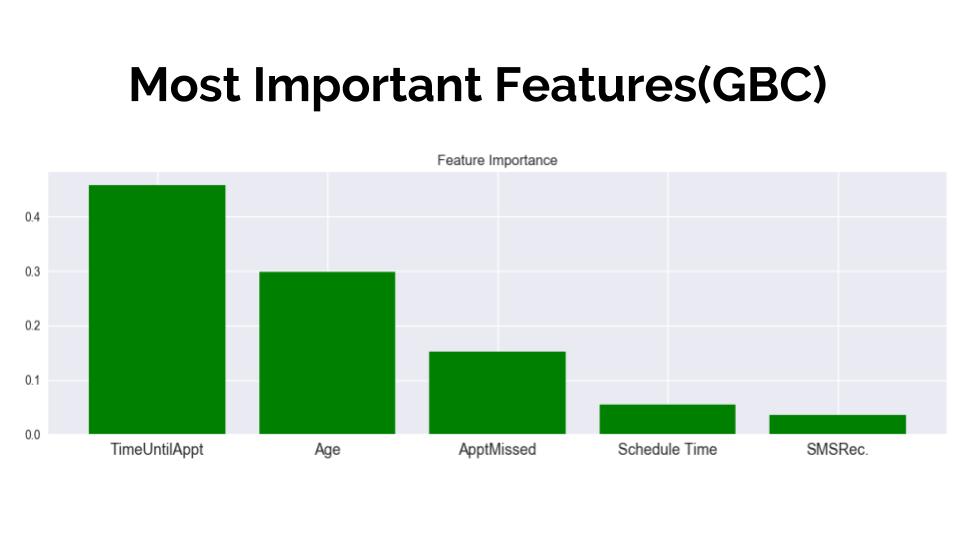 Most Important Features(GBC)
Feature Importance
0.4
0.3
0.2
0.1
0.0
TimeUntilAppt Age ApptMissed Schedule Time SMSRec.